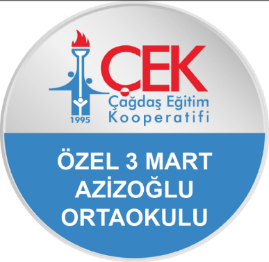 ÇEK
Çağdaş Eğitim
Kooperatifi
1995
ÖZEL 3 MART
AZİZOĞLU
ORTAOKULU